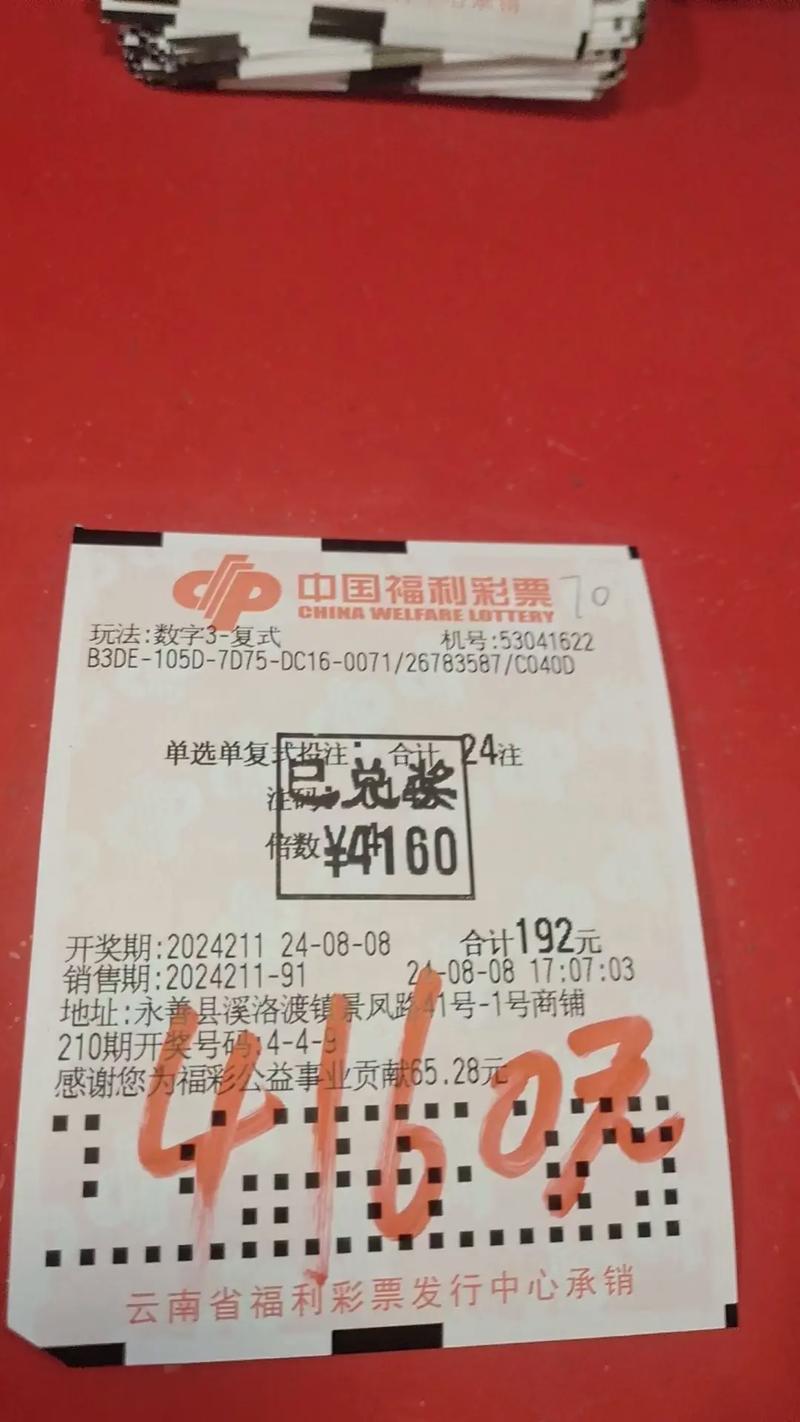 中国福利彩票 70
CHINA WELFARE LOTTERY
玩法:数字3-复式 机号:53041622
B3DE-105D-7D75-DC16-0071/26783587/C040D
单选单复式投注: 合计 24注
已兑奖
注码
倍数
¥4160
开奖期:2024211 24-08-08 合计192元
销售期:2024211-91 24-08-08 17:07:03
地址:永善县溪洛渡镇景凤路41号-1号商铺
210期开奖号码:4-4-9
感谢您为福彩公益事业贡献65.28元
4160元
云南省福利彩票发行中心承销